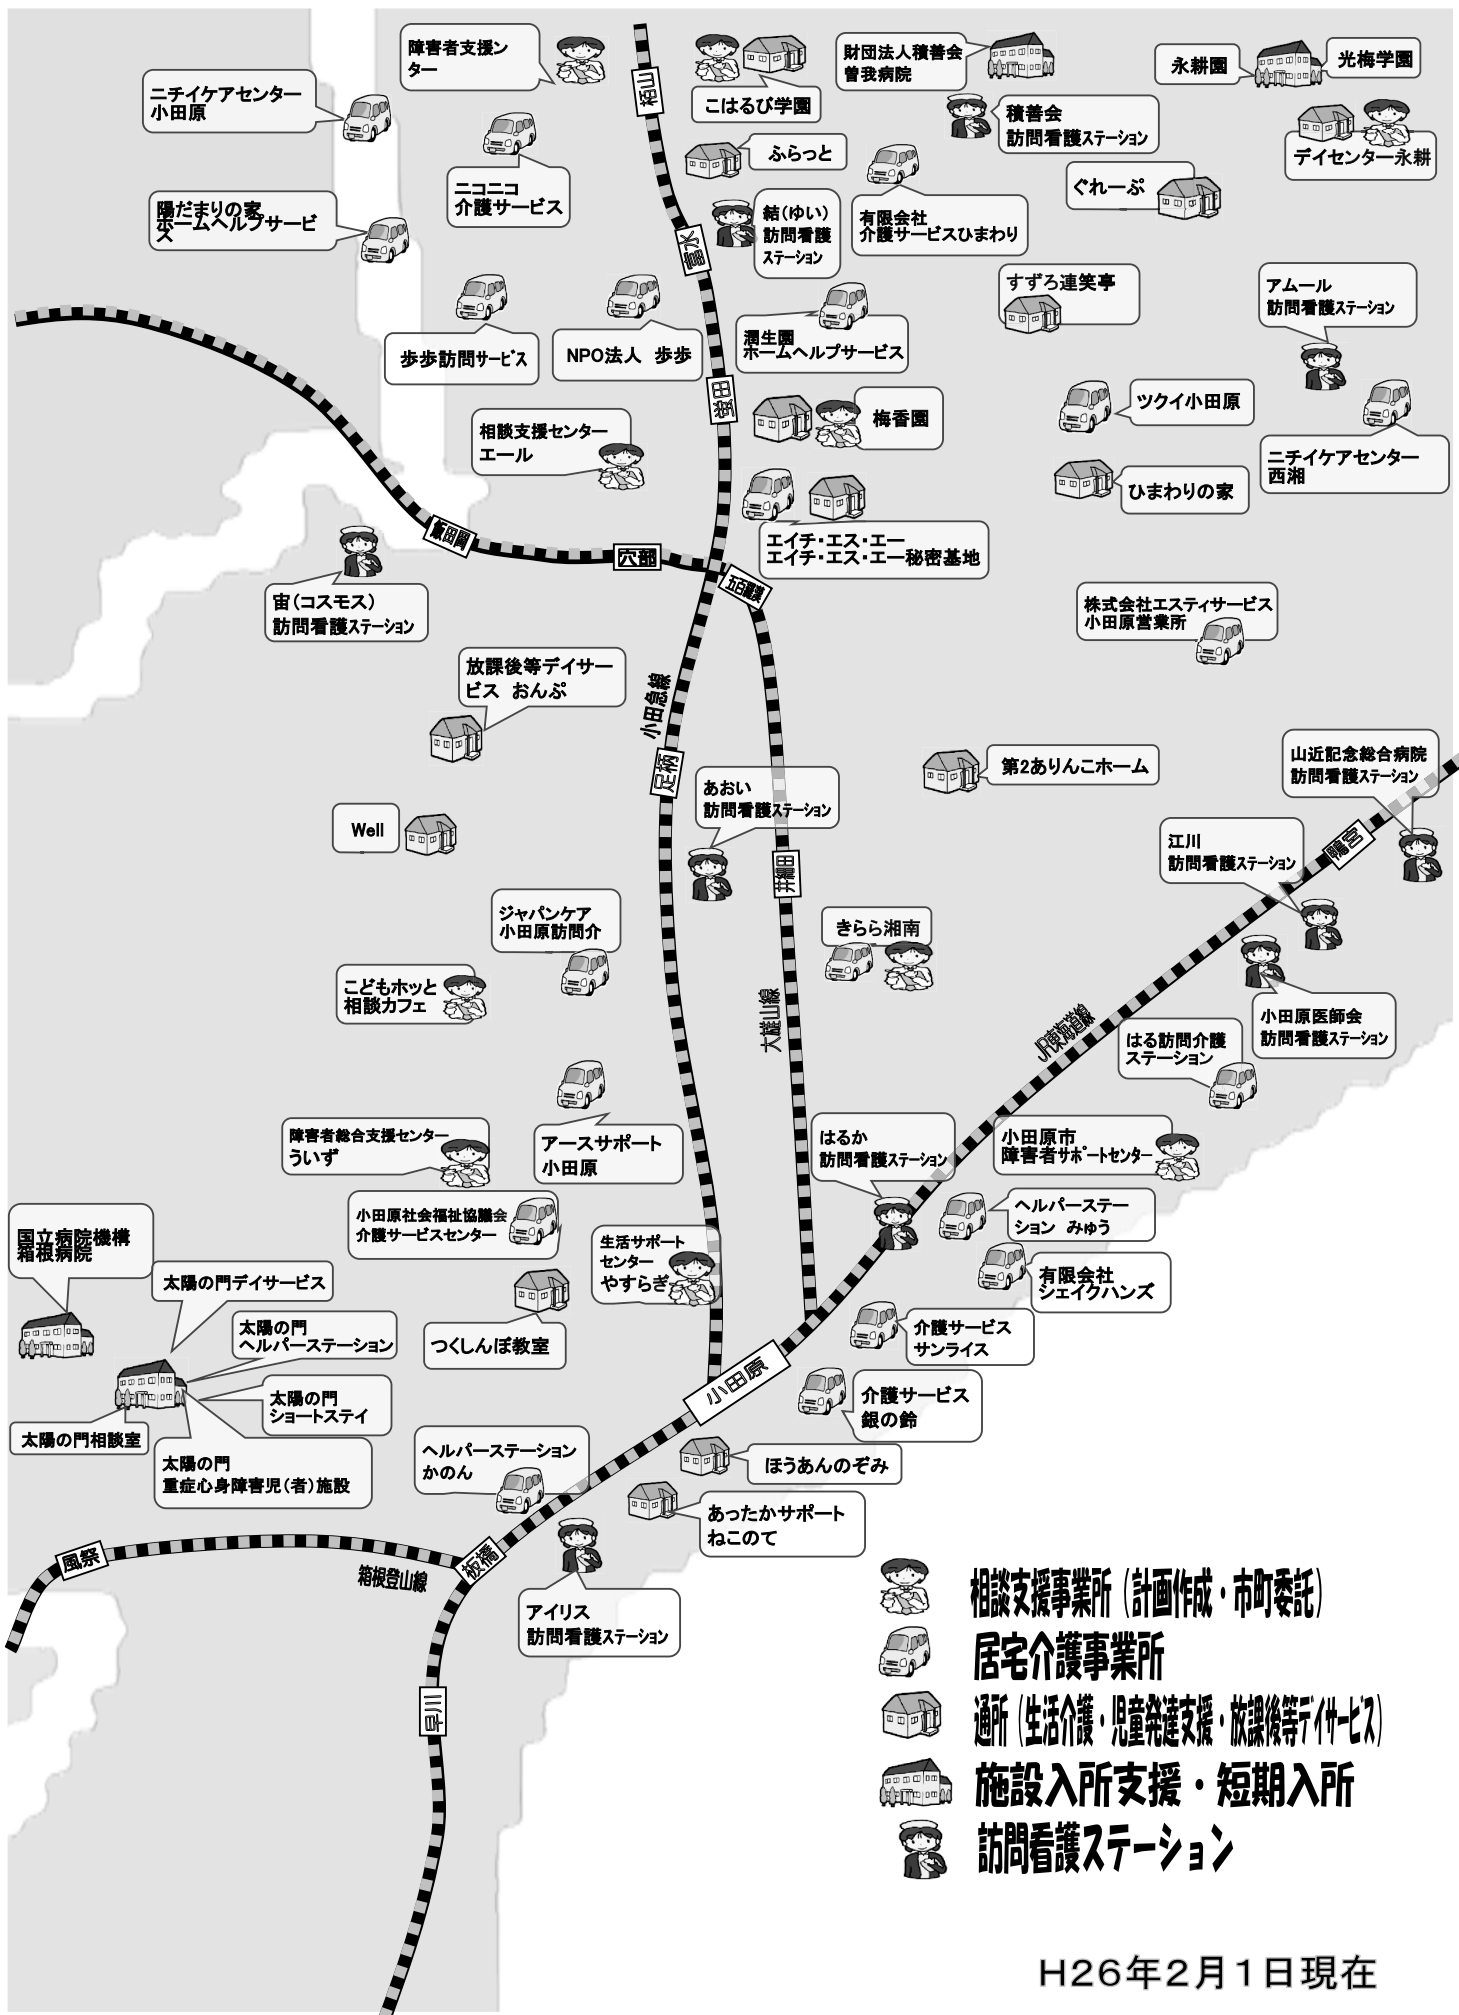 障害者支援ン
ター
ニチイケアセンター
小田原
栢山
こはるび学園
財団法人積善会
曽我病院
永耕園
光梅学園
積善会
訪問看護ステーション
デイセンター永耕
ふらっと
ニコニコ
介護サービス
陽だまりの家
ホームヘルプサービ
ス
富水
結(ゆい)
訪問看護
ステーション
有限会社
介護サービスひまわり
ぐれーぷ
すずろ連笑亭
アムール
訪問看護ステーション
歩歩訪問サービス
NPO法人 歩歩
潤生園
ホームヘルプサービス
蛍田
梅香園
ツクイ小田原
ニチイケアセンター
西湘
相談支援センター
エール
ひまわりの家
エイチ・エス・エー
エイチ・エス・エー秘密基地
飯田岡
穴部
五百羅漢
宙(コスモス)
訪問看護ステーション
株式会社エスティサービス
小田原営業所
放課後等デイサー
ビス おんぷ
小田急線
足柄
あおい
訪問看護ステーション
第2ありんこホーム
山近記念総合病院
訪問看護ステーション
Well
江川
訪問看護ステーション
鴨宮
井細田
ジャパンケア
小田原訪問介
きらら湘南
こどもホッと
相談カフェ
大雄山線
JR東海道線
小田原医師会
訪問看護ステーション
はる訪問介護
ステーション
アースサポート
小田原
障害者総合支援センター
ういず
はるか
訪問看護ステーション
小田原市
障害者サポートセンター
小田原社会福祉協議会
介護サービスセンター
生活サポート
センター
やすらぎ
ヘルパーステー
ション みゅう
有限会社
シェイクハンズ
国立病院機構
箱根病院
太陽の門デイサービス
太陽の門
ヘルパーステーション
つくしんぼ教室
介護サービス
サンライス
太陽の門
ショートステイ
小田原
介護サービス
銀の鈴
太陽の門相談室
太陽の門
重症心身障害児(者)施設
ヘルパーステーション
かのん
ほうあんのぞみ
あったかサポート
ねこのて
風祭
箱根登山線
板橋
アイリス
訪問看護ステーション
早川
相談支援事業所(計画作成・市町委託)
居宅介護事業所
通所(生活介護・児童発達支援・放課後等デイサービス)
施設入所支援・短期入所
訪問看護ステーション
H26年2月1日現在